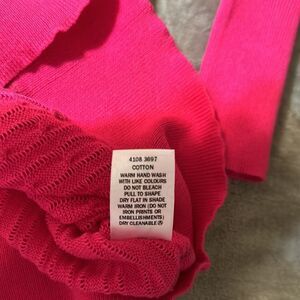 4108 3697
COTTON
WARM HAND WASH
WITH LIKE COLOURS
DO NOT BLEACH
PULL TO SHAPE
DRY FLAT IN SHADE
WARM IRON (DO NOT
IRON PRINTS OR
EMBELLISHMENTS)
DRY CLEANABLE Ⓐ